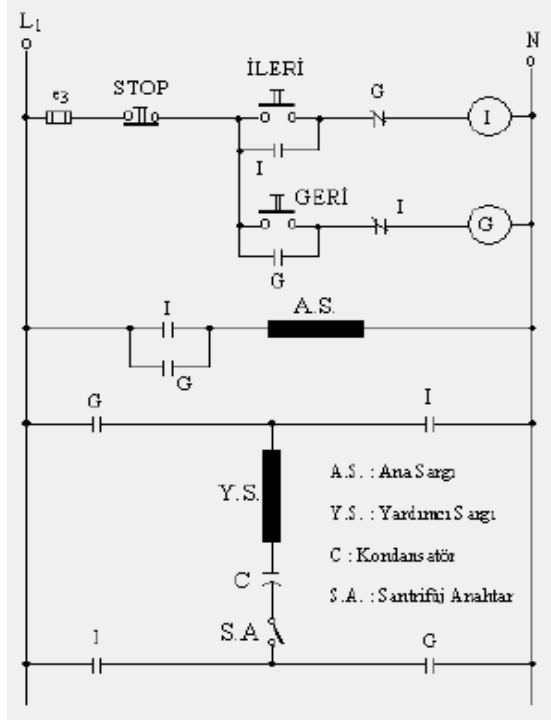 L1
N
e3
STOP
İLERİ
G
I
I
GERİ
I
G
G
I
A.S.
G
G
I
Y.S.
A.S. : Ana Sargı
Y.S. : Yardımcı Sargı
C : Kondansatör
C
S.A. : Santrifüj Anahtar
S.A
I
G